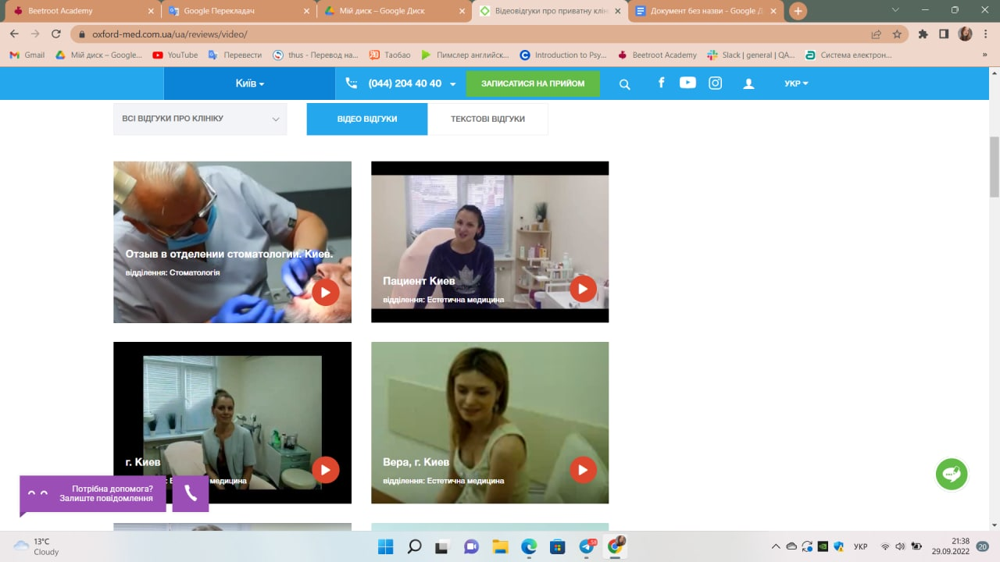 Beetroot Academy
Google Перекладач
Мій диск – Google Диск
Відеовідгуки про приватну клін
Документ без назви - Google Д
oxford-med.com.ua/ua/reviews/video/
Gmail
Мій диск – Google...
YouTube
Перевести
thus - Перевод на...
Таобао
Пимслер английск...
Introduction to Psy...
Beetroot Academy
Slack | general | QA...
Система електрон...
»
Київ
(044) 204 40 40
ЗАПИСАТИСЯ НА ПРИЙОМ
УКР
ВСІ ВІДГУКИ ПРО КЛІНІКУ
ВІДЕО ВІДГУКИ
ТЕКСТОВІ ВІДГУКИ
Отзыв в отделении стоматологии. Киев.
відділення: Стоматологія
Пациент Киев
відділення: Естетична медицина
г. Киев
медицина
Вера, г. Киев
відділення: Естетична медицина
Потрібна допомога?
Залиште повідомлення
13°C
Cloudy
58
УКР
21:38
29.09.2022
20